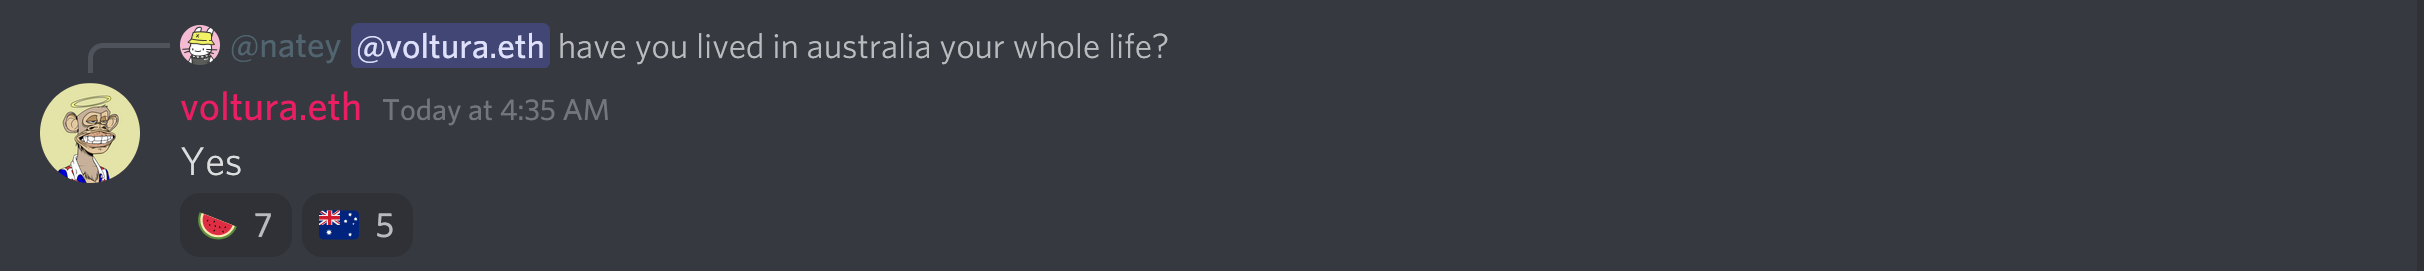 @natey @voltura.eth have you lived in australia your whole life?
voltura.eth Today at 4:35 AM
Yes
7 5